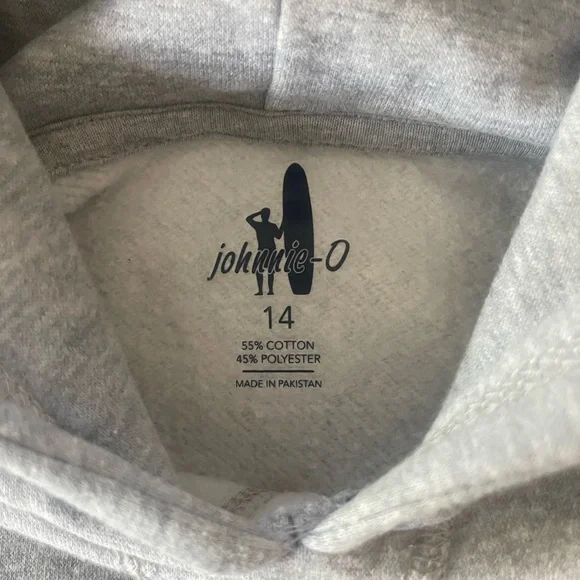 johnnie-O
14
55% COTTON
45% POLYESTER
MADE IN PAKISTAN